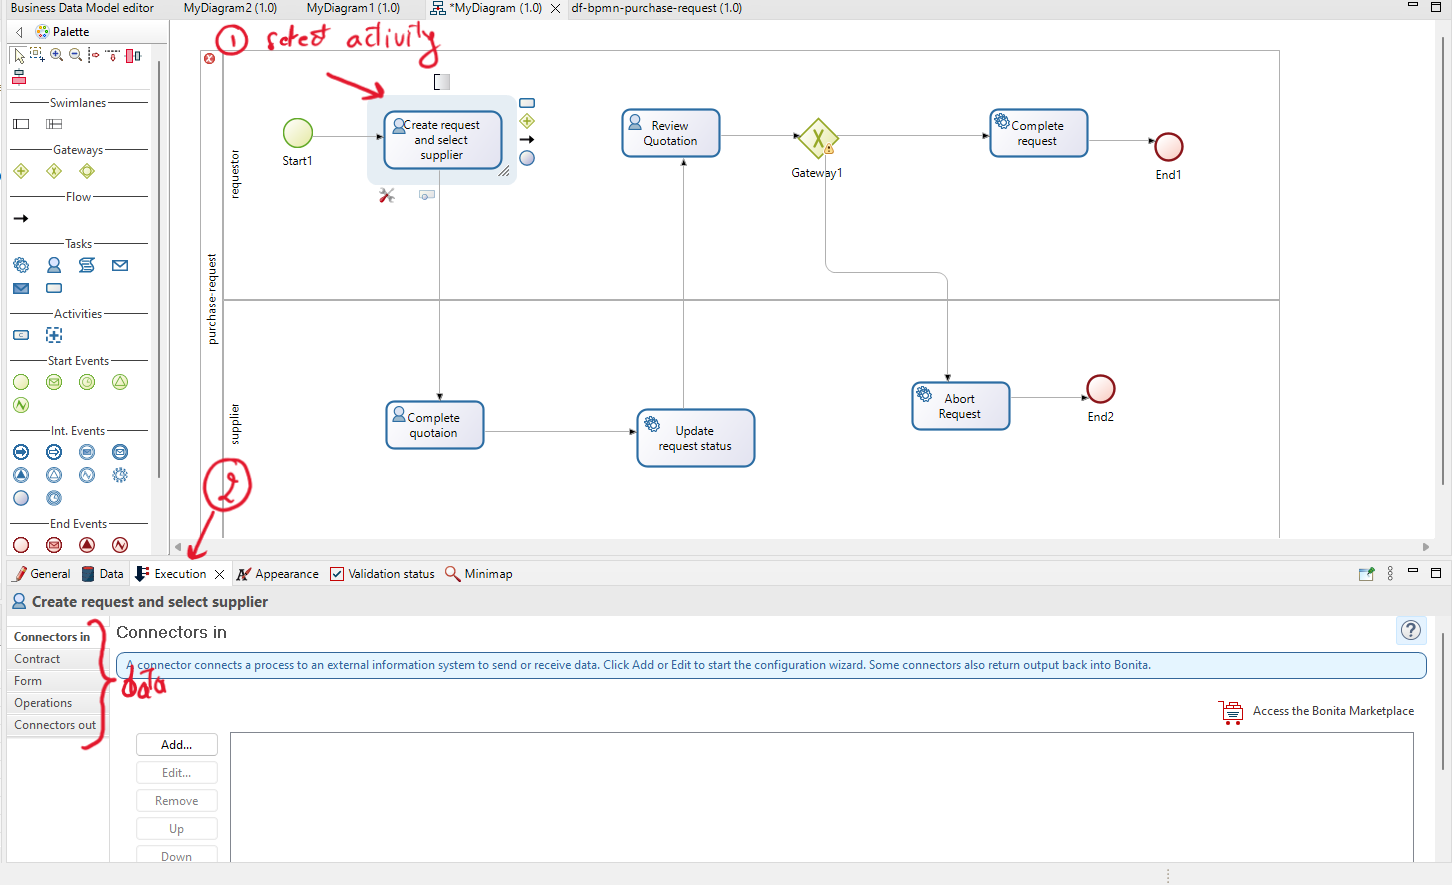 Business Data Model editor
MyDiagram2 (1.0)
MyDiagram1 (1.0)
*MyDiagram (1.0)
df-bpmn-purchase-request (1.0)
Palette
1 select activity
Swimlanes
Gateways
Flow
Tasks
Activities
Start Events
Int. Events
End Events
purchase-request
requestor
Start1
Create request
and select
supplier
Review
Quotation
Gateway1
Complete
request
End1
supplier
Complete
quotaion
Update
request status
Abort
Request
End2
2
General
Data
Execution
Appearance
Validation status
Minimap
Create request and select supplier
Connectors in
Contract
Form
Operations
Connectors out
data
Connectors in
?
A connector connects a process to an external information system to send or receive data. Click Add or Edit to start the configuration wizard. Some connectors also return output back into Bonita.
Access the Bonita Marketplace
Add...
Edit...
Remove
Up
Down